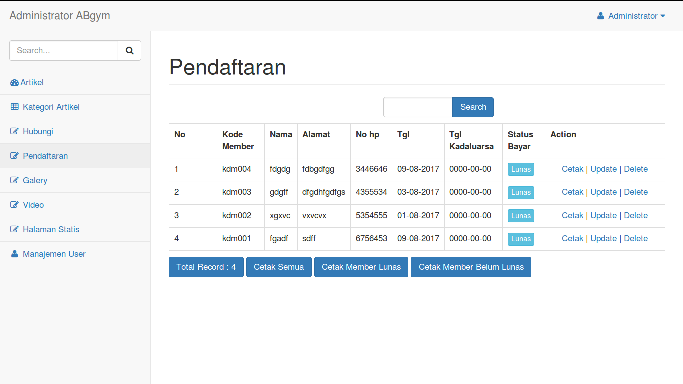 Administrator ABgym
Administrator
Search...
Artikel
Kategori Artikel
Hubungi
Pendaftaran
Galery
Video
Halaman Statis
Manajemen User
Pendaftaran
Search
No Kode Member Nama Alamat No hp Tgl Tgl Kadaluarsa Status Bayar Action
1 kdm004 fdgdg fdbgdfgg 3446646 09-08-2017 0000-00-00 Lunas Cetak | Update | Delete
2 kdm003 gdgff dfgdhfgdfgs 4355534 03-08-2017 0000-00-00 Lunas Cetak | Update | Delete
3 kdm002 xgxvc vxvcvx 5354555 01-08-2017 0000-00-00 Lunas Cetak | Update | Delete
4 kdm001 fgadf sdff 6756453 09-08-2017 0000-00-00 Lunas Cetak | Update | Delete
Total Record : 4 Cetak Semua Cetak Member Lunas Cetak Member Belum Lunas